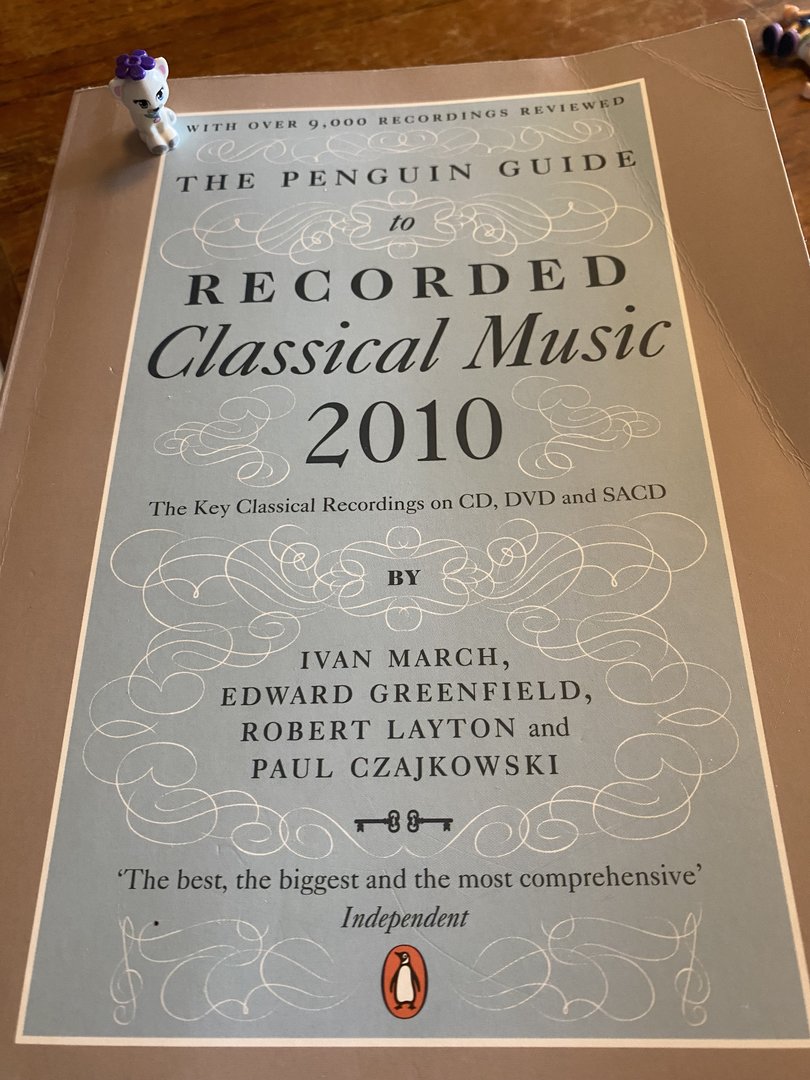 WITH OVER 9,000 RECORDINGS REVIEWED
THE PENGUIN GUIDE
to
RECORDED
Classical Music
2010
The Key Classical Recordings on CD, DVD and SACD
BY
IVAN MARCH,
EDWARD GREENFIELD,
ROBERT LAYTON and
PAUL CZAJKOWSKI
‘The best, the biggest and the most comprehensive’
Independent